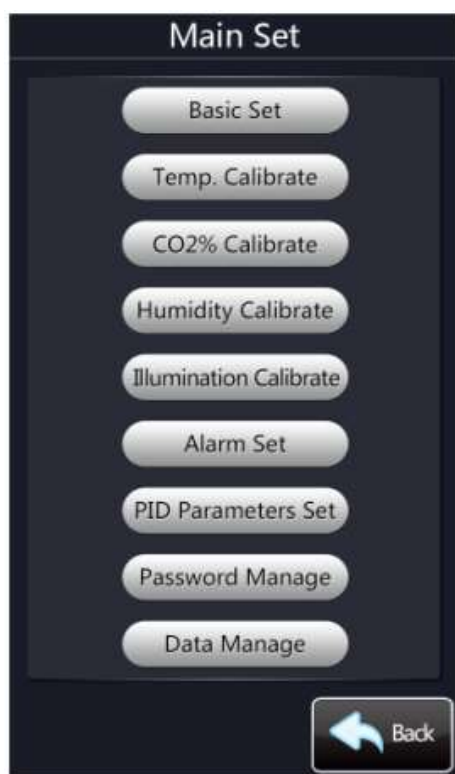 Main Set
Basic Set
Temp. Calibrate
CO2% Calibrate
Humidity Calibrate
Illumination Calibrate
Alarm Set
PID Parameters Set
Password Manage
Data Manage
Back